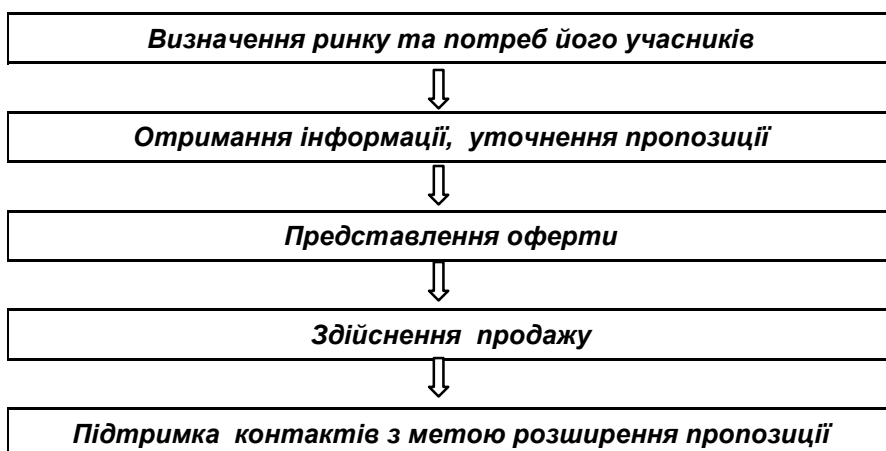 Визначення ринку та потреб його учасників
Отримання інформації, уточнення пропозиції
Представлення оферти
Здійснення продажу
Підтримка контактів з метою розширення пропозиції